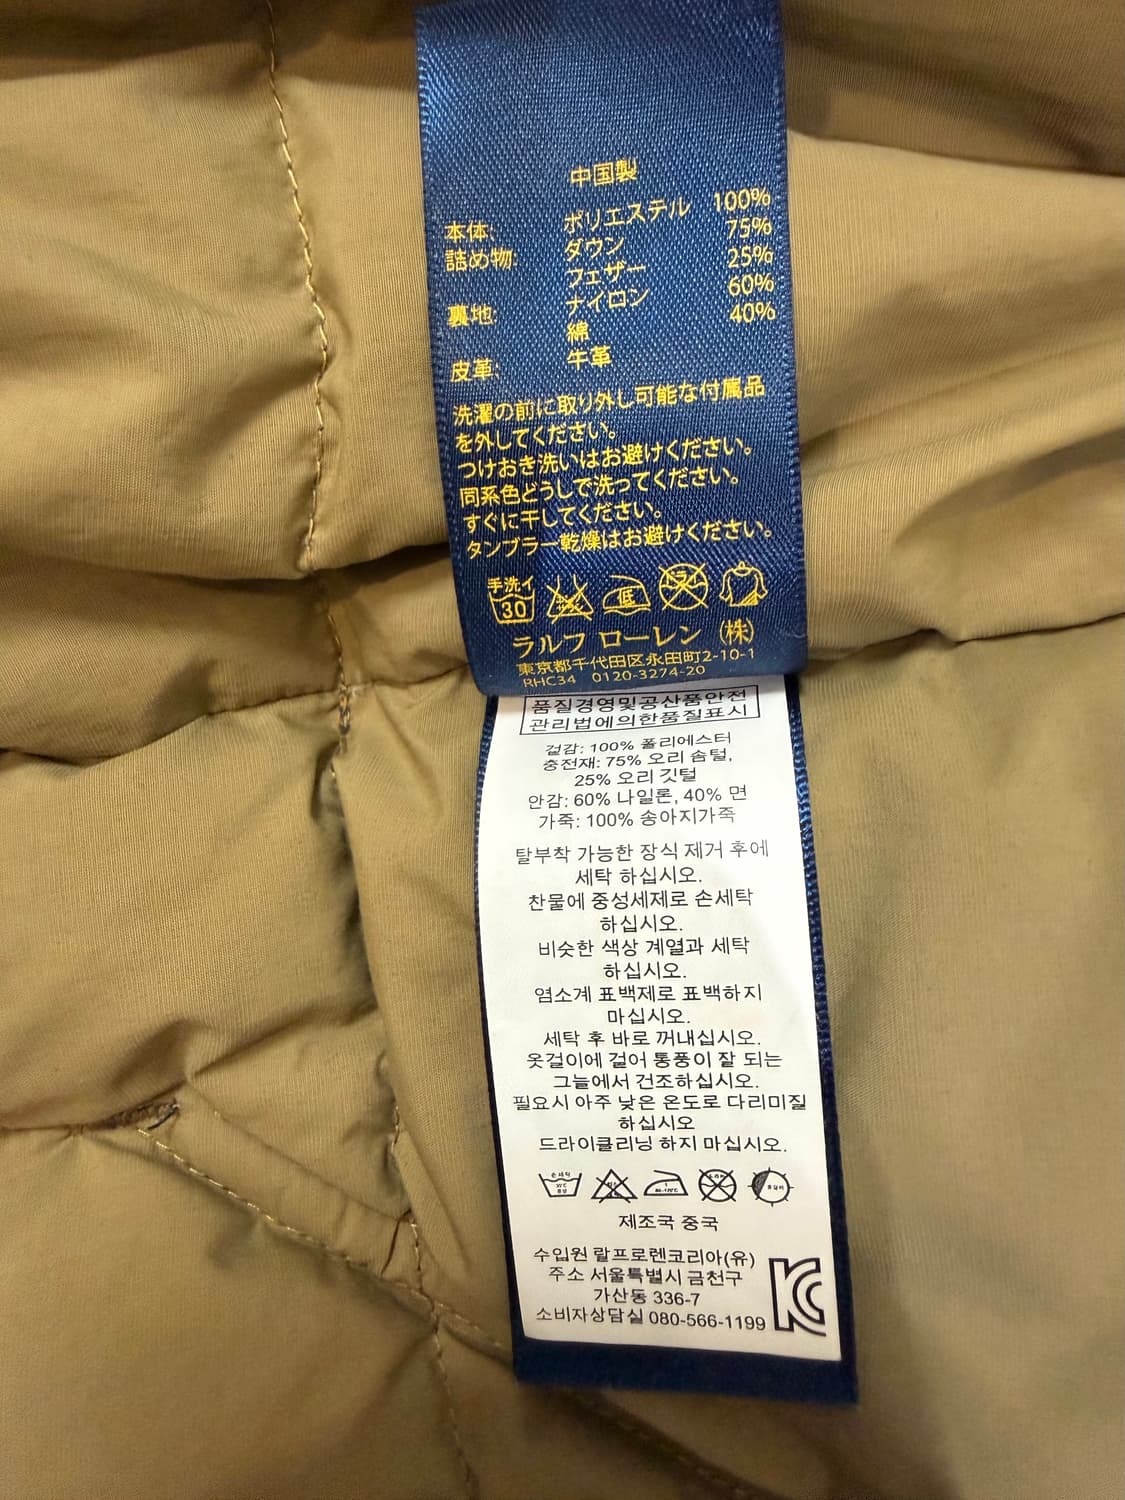 中国製
本体: ポリエステル 100%
詰め物: ダウン 75%
フェザー 25%
裏地: ナイロン 60%
綿 40%
皮革: 牛革
洗濯の前に取り外し可能な付属品
を外してください。
つけおき洗いはお避けください。
同系色どうしで洗ってください。
すぐに干してください。
タンブラー乾燥はお避けください。
手洗イ
30
低
ラルフ ローレン (株)
東京都千代田区永田町2-10-1
RHC34 0120-3274-20
품질경영및공산품안전
관리법에의한품질표시
겉감: 100% 폴리에스터
충전재: 75% 오리 솜털,
25% 오리 깃털
안감: 60% 나일론, 40% 면
가죽: 100% 송아지가죽
탈부착 가능한 장식 제거 후에
세탁 하십시오.
찬물에 중성세제로 손세탁
하십시오.
비슷한 색상 계열과 세탁
하십시오.
염소계 표백제로 표백하지
마십시오.
세탁 후 바로 꺼내십시오.
옷걸이에 걸어 통풍이 잘 되는
그늘에서 건조하십시오.
필요시 아주 낮은 온도로 다리미질
하십시오
드라이클리닝 하지 마십시오.
손세탁
제조국 중국
수입원 랄프로렌코리아(유)
주소 서울특별시 금천구
가산동 336-7
소비자상담실 080-566-1199